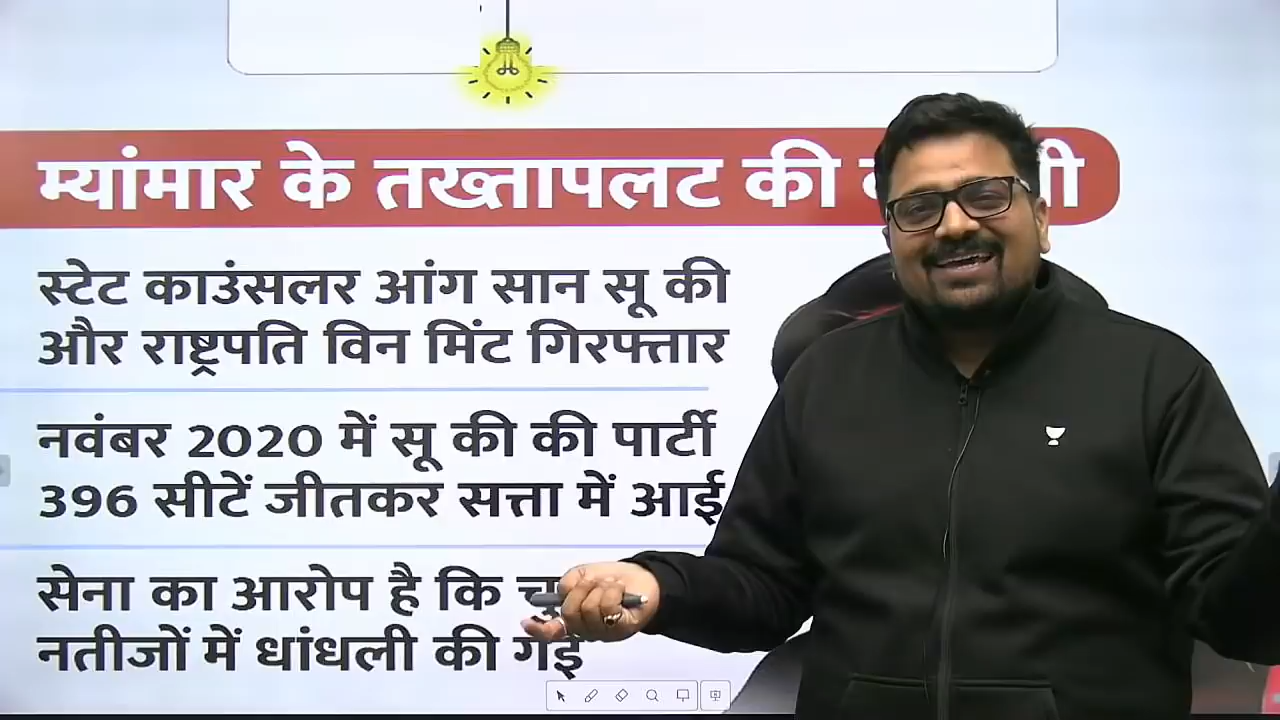 म्यांमार के तख्तापलट की
स्टेट काउंसलर आंग सान सू की
और राष्ट्रपति विन मिंट गिरफ्तार
नवंबर 2020 में सू की की पार्टी
396 सीटें जीतकर सत्ता में आई
सेना का आरोप है कि
नतीजों में धांधली की गई